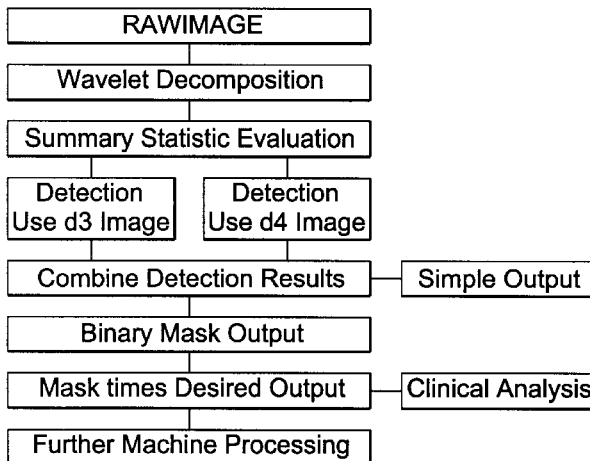 RAWIMAGE
Wavelet Decomposition
Summary Statistic Evaluation
Detection
Use d3 Image
Detection
Use d4 Image
Combine Detection Results
Simple Output
Binary Mask Output
Mask times Desired Output
Clinical Analysis
Further Machine Processing